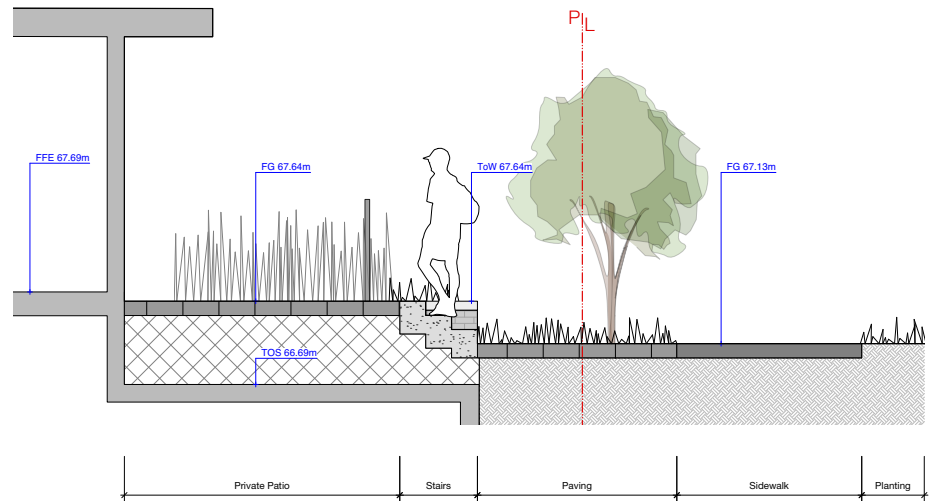 PL
FFE 67.69m
FG 67.64m
ToW 67.64m
FG 67.13m
TOS 66.69m
Private Patio
Stairs
Paving
Sidewalk
Planting